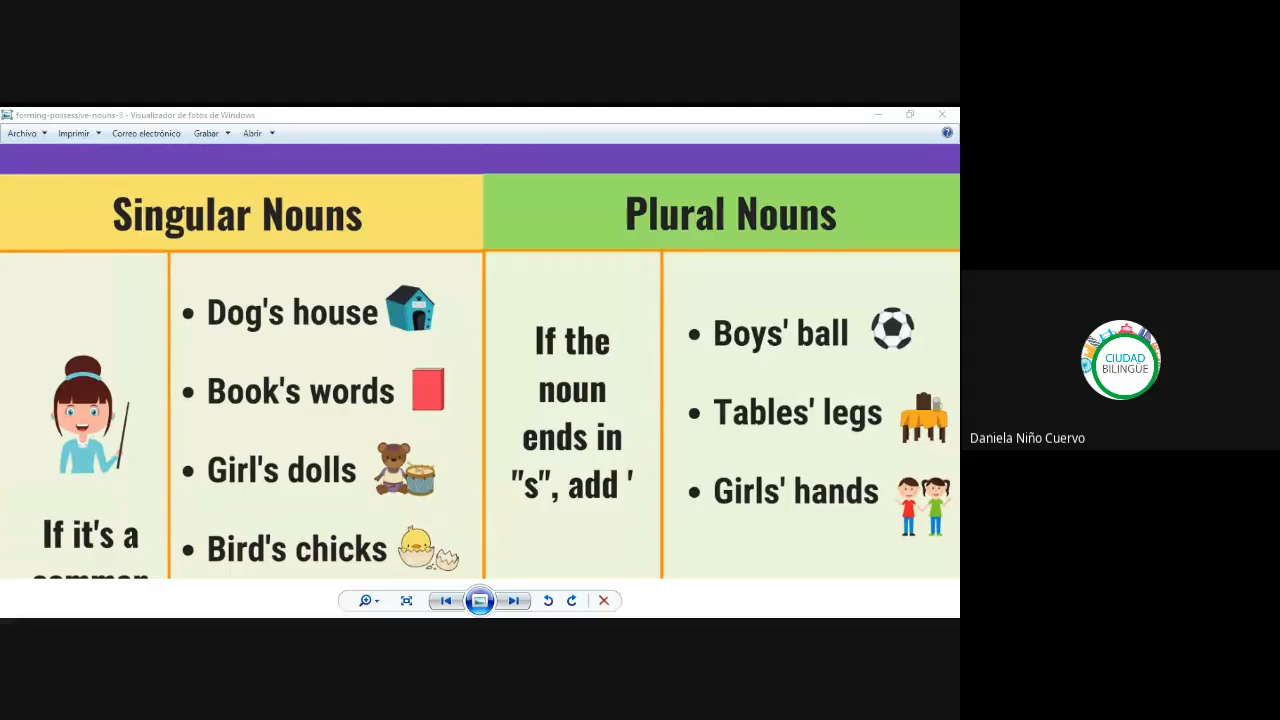 forming-possessive-nouns-3 - Visualizador de fotos de Windows
Archivo Imprimir Correo electrónico Grabar Abrir
Singular Nouns
Plural Nouns
If it's a
common
• Dog's house
• Book's words
• Girl's dolls
• Bird's chicks
If the
noun
ends in
"s", add '
• Boys' ball
• Tables' legs
• Girls' hands
CIUDAD
BILINGÜE
Daniela Niño Cuervo